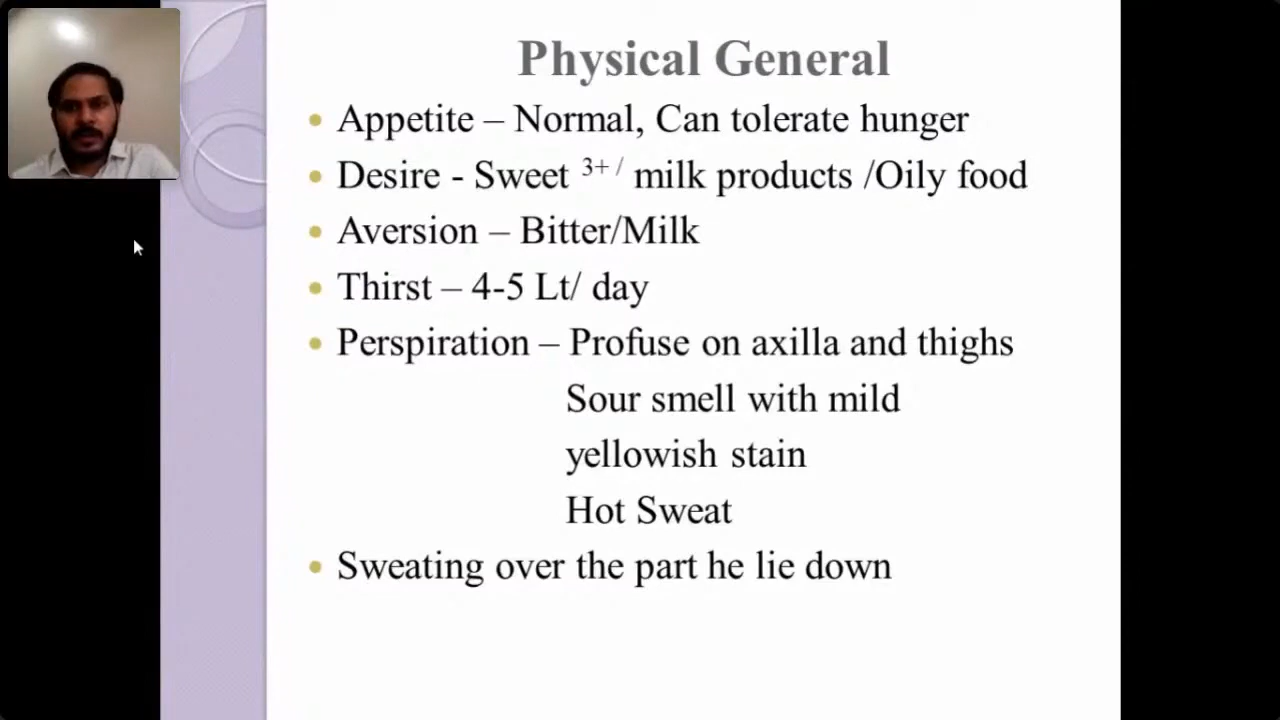 Physical General
• Appetite – Normal, Can tolerate hunger
• Desire - Sweet 3+ / milk products /Oily food
• Aversion – Bitter/Milk
• Thirst – 4-5 Lt/ day
• Perspiration – Profuse on axilla and thighs
Sour smell with mild
yellowish stain
Hot Sweat
• Sweating over the part he lie down